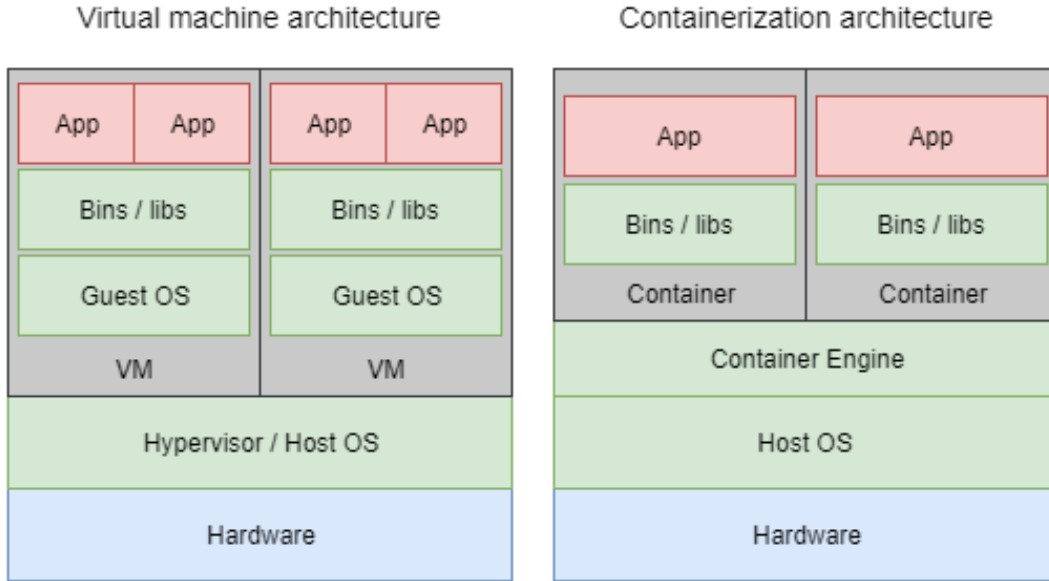 Virtual machine architecture
App App App App
Bins / libs Bins / libs
Guest OS Guest OS
VM VM
Hypervisor / Host OS
Hardware
Containerization architecture
App App
Bins / libs Bins / libs
Container Container
Container Engine
Host OS
Hardware